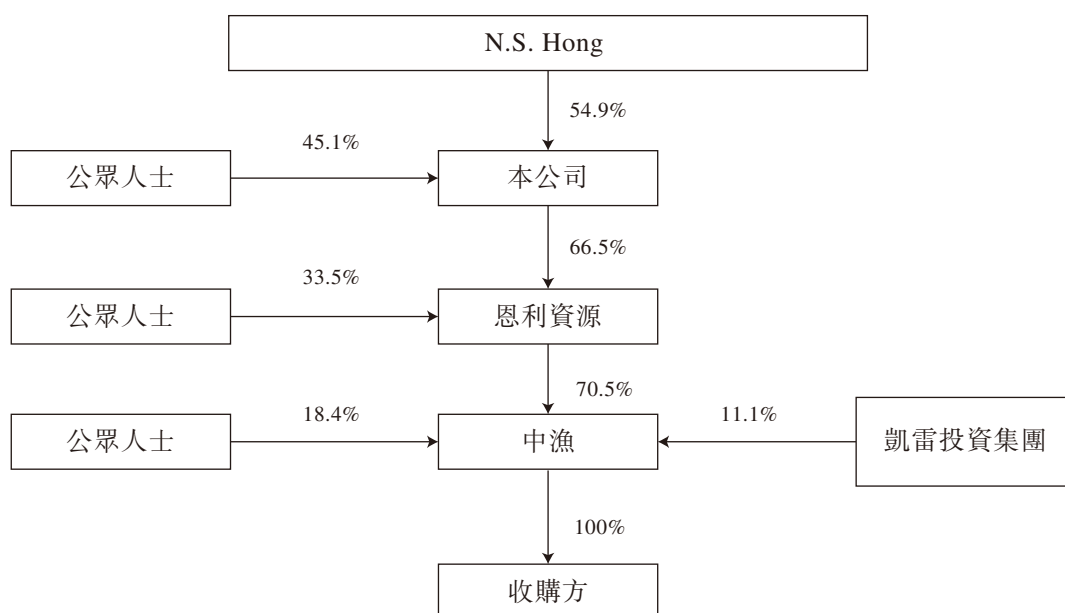 N.S. Hong
54.9%
45.1%
公眾人士
本公司
66.5%
33.5%
公眾人士
恩利資源
70.5%
18.4%
11.1%
公眾人士
中漁
凱雷投資集團
100%
收購方